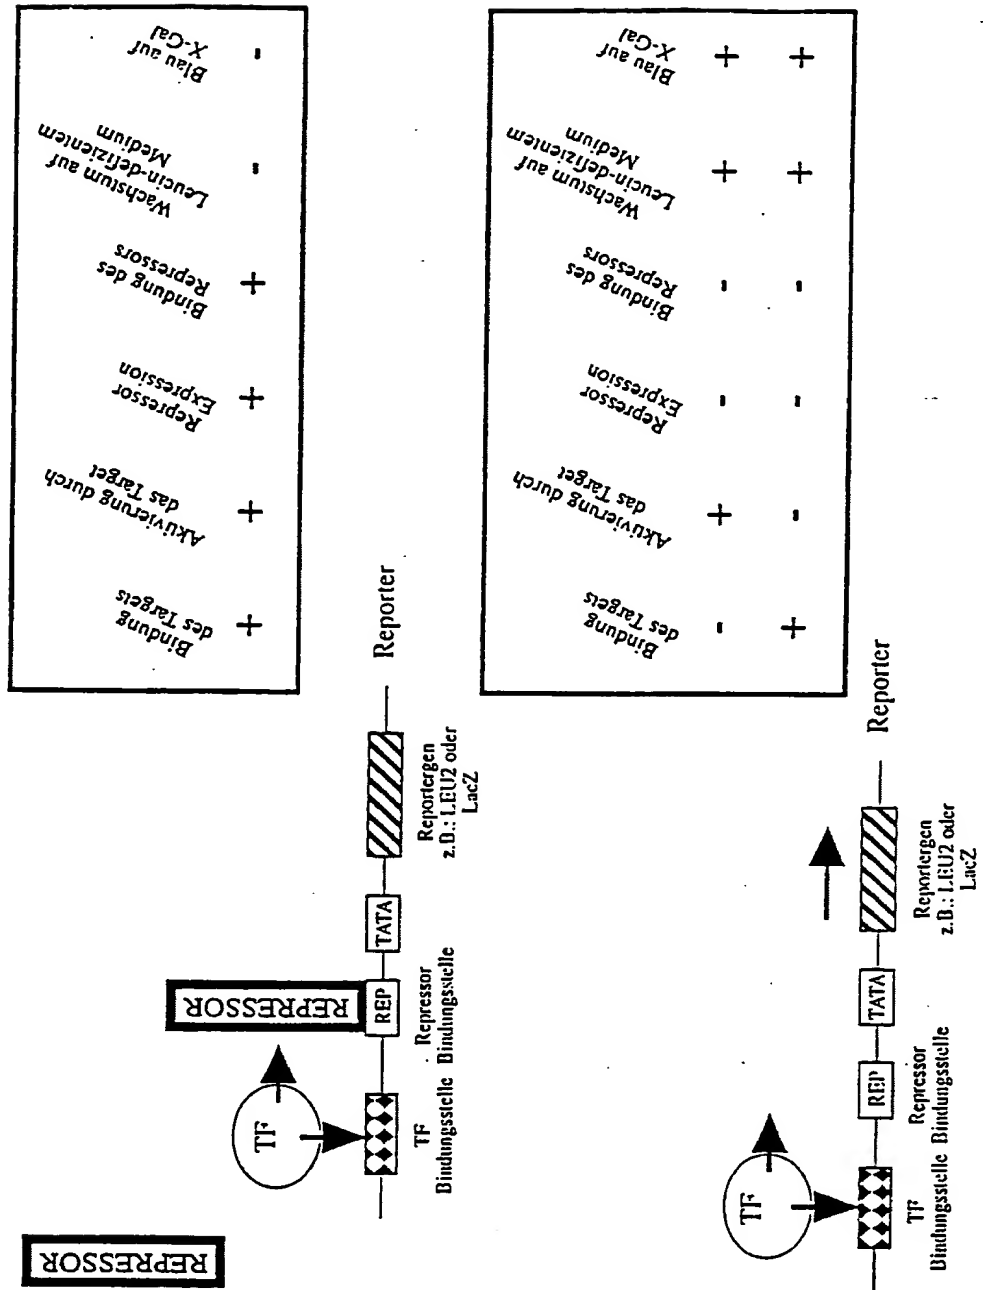 REPRESSOR
TF
REPRESSOR
REP
TATA
TF
Bindungsstelle
Repressor
Bindungsstelle
Reportergen
z.B.: LEU2 oder
LacZ
Reporter
Bindung
des Targets
Aktivierung durch
das Target
Repressor
Expression
Bindung des
Repressors
Wachstum auf
Leucin-defizientem
Medium
Blau auf
X-Gal
+ + + + - -
TF
REP
TATA
TF
Bindungsstelle
Repressor
Bindungsstelle
Reportergen
z.B.: LEU2 oder
LacZ
Reporter
Bindung
des Targets
Aktivierung durch
das Target
Repressor
Expression
Bindung des
Repressors
Wachstum auf
Leucin-defizientem
Medium
Blau auf
X-Gal
- + - - + +
+ - - - + +